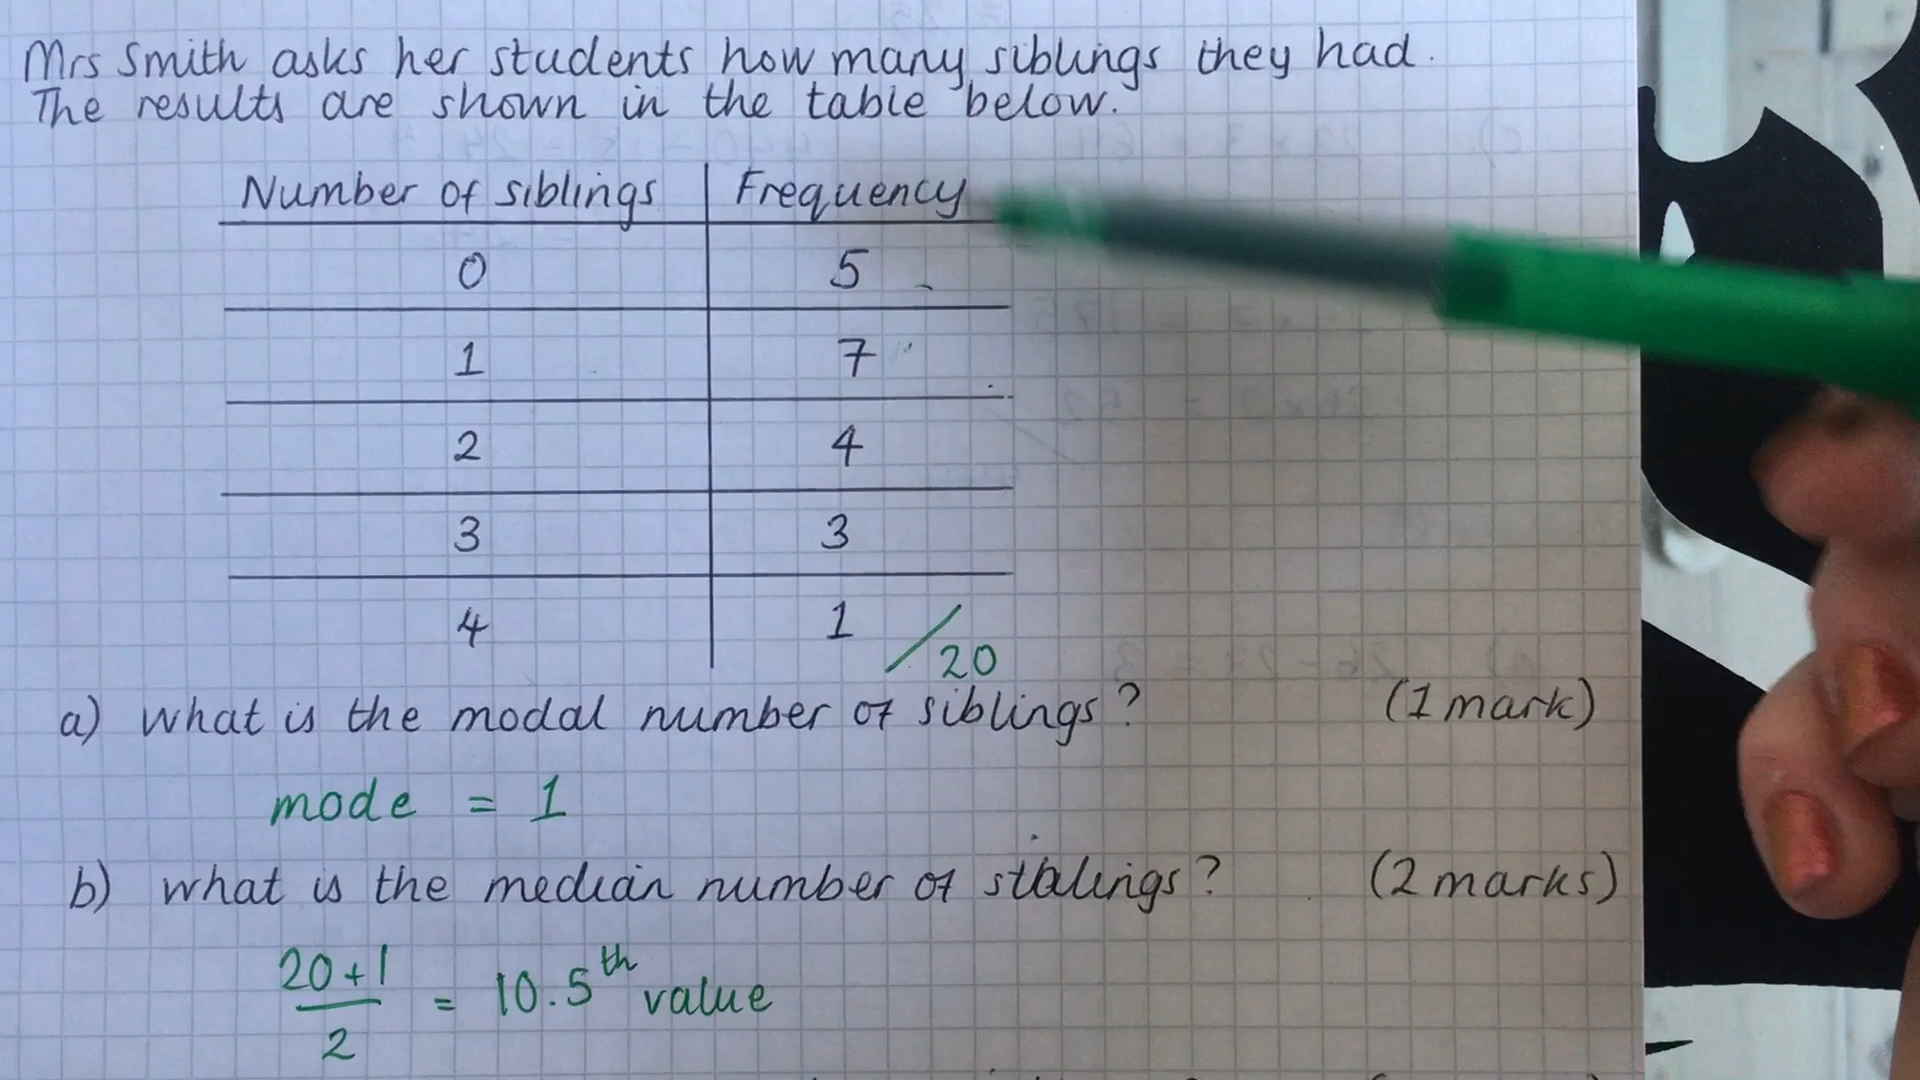 Mrs Smith asks her students how many siblings they had.
The results are shown in the table below.
Number of siblings Frequency
0 5
1 7
2 4
3 3
4 1 /20
a) what is the modal number of siblings? (1 mark)
mode = 1
b) what is the median number of siblings? (2 marks)
20+1
2
= 10.5th value